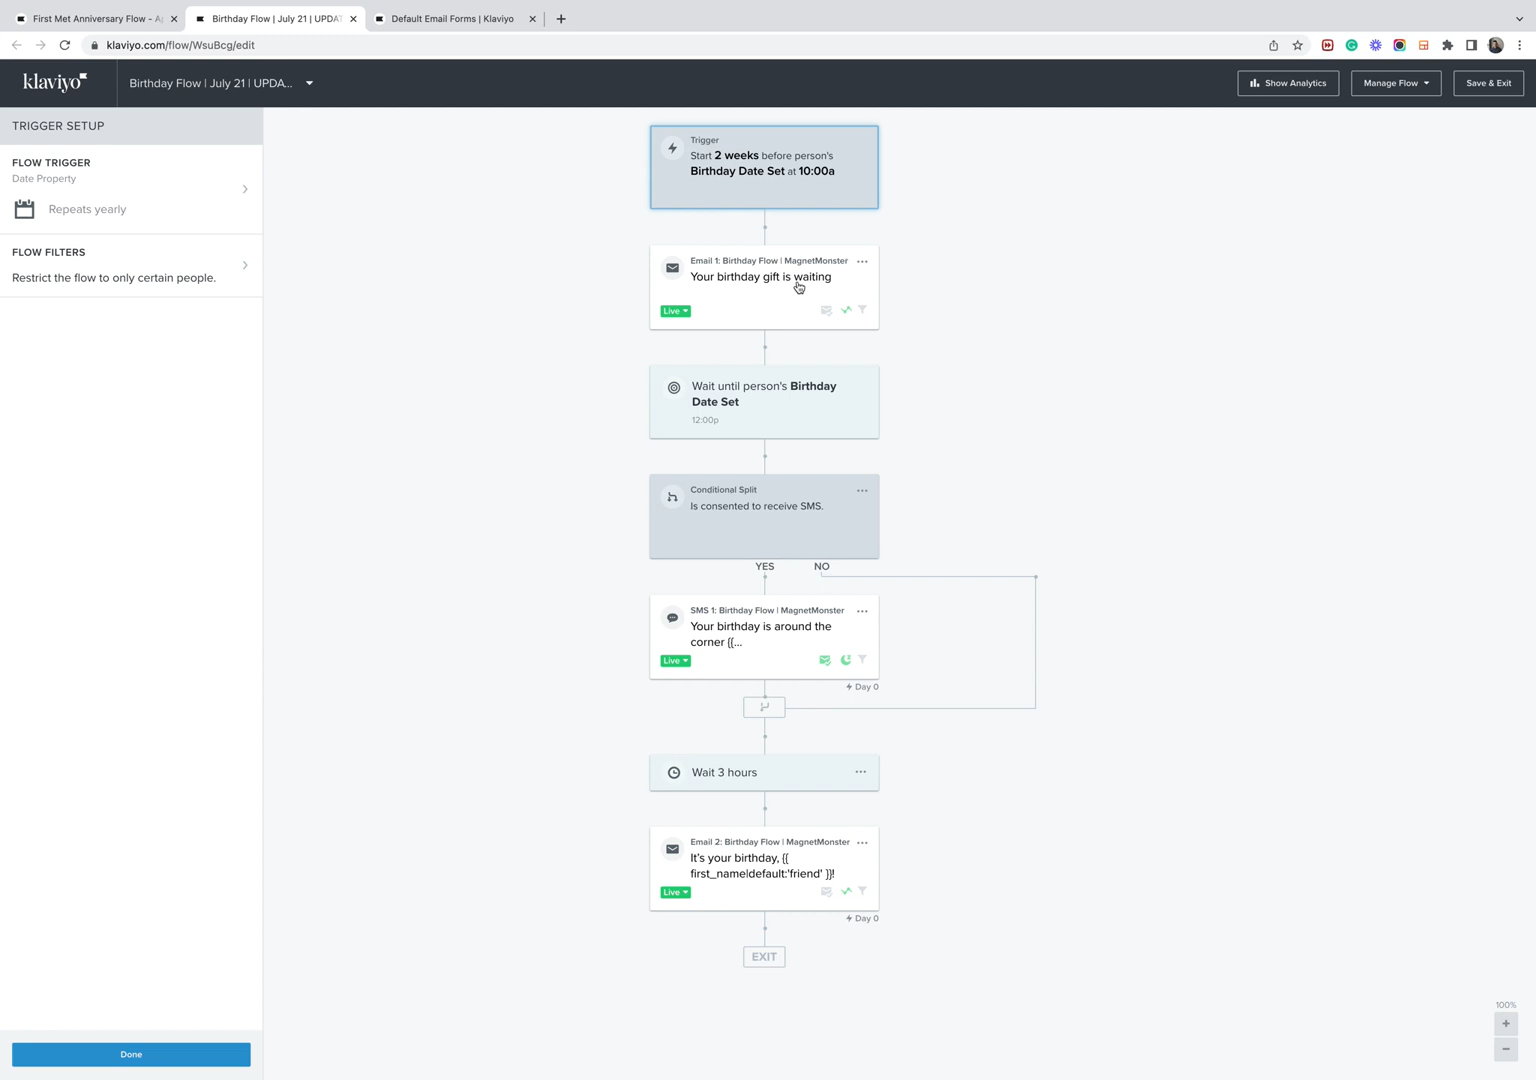 First Met Anniversary Flow - A
Birthday Flow | July 21 | UPDA
Default Email Forms | Klaviyo
klaviyo.com/flow/WsuBcg/edit
klaviyo
Birthday Flow | July 21 | UPDA...
Show Analytics
Manage Flow
Save & Exit
TRIGGER SETUP
FLOW TRIGGER
Date Property
Repeats yearly
FLOW FILTERS
Restrict the flow to only certain people.
Done
Trigger
Start 2 weeks before person's
Birthday Date Set at 10:00a
Email 1: Birthday Flow | MagnetMonster
Your birthday gift is waiting
Live
Wait until person's Birthday
Date Set
12:00p
Conditional Split
Is consented to receive SMS.
YES NO
SMS 1: Birthday Flow | MagnetMonster
Your birthday is around the
corner {{...
Live
Day 0
Wait 3 hours
Email 2: Birthday Flow | MagnetMonster
It's your birthday, {{
first_name|default:'friend' }}!
Live
Day 0
EXIT
100%